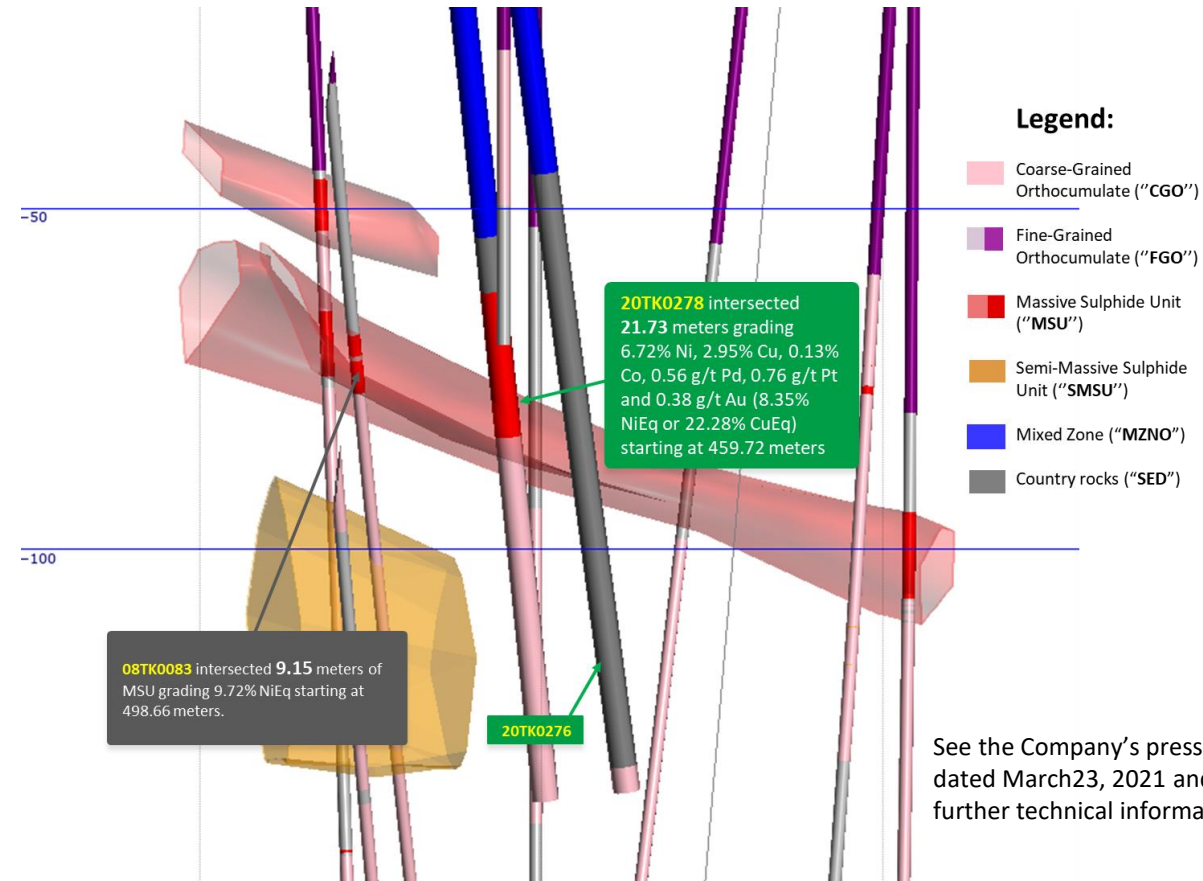 Legend:
Coarse-Grained
Orthocumulate (‘‘CGO’’)
Fine-Grained
Orthocumulate (‘‘FGO’’)
Massive Sulphide Unit
(‘‘MSU’’)
Semi-Massive Sulphide
Unit (‘‘SMSU’’)
Mixed Zone (“MZNO”)
Country rocks (“SED”)
-50
20TK0278 intersected
21.73 meters grading
6.72% Ni, 2.95% Cu, 0.13%
Co, 0.56 g/t Pd, 0.76 g/t Pt
and 0.38 g/t Au (8.35%
NiEq or 22.28% CuEq)
starting at 459.72 meters
-100
08TK0083 intersected 9.15 meters of
MSU grading 9.72% NiEq starting at
498.66 meters.
20TK0276
See the Company’s press
dated March23, 2021 and
further technical informa